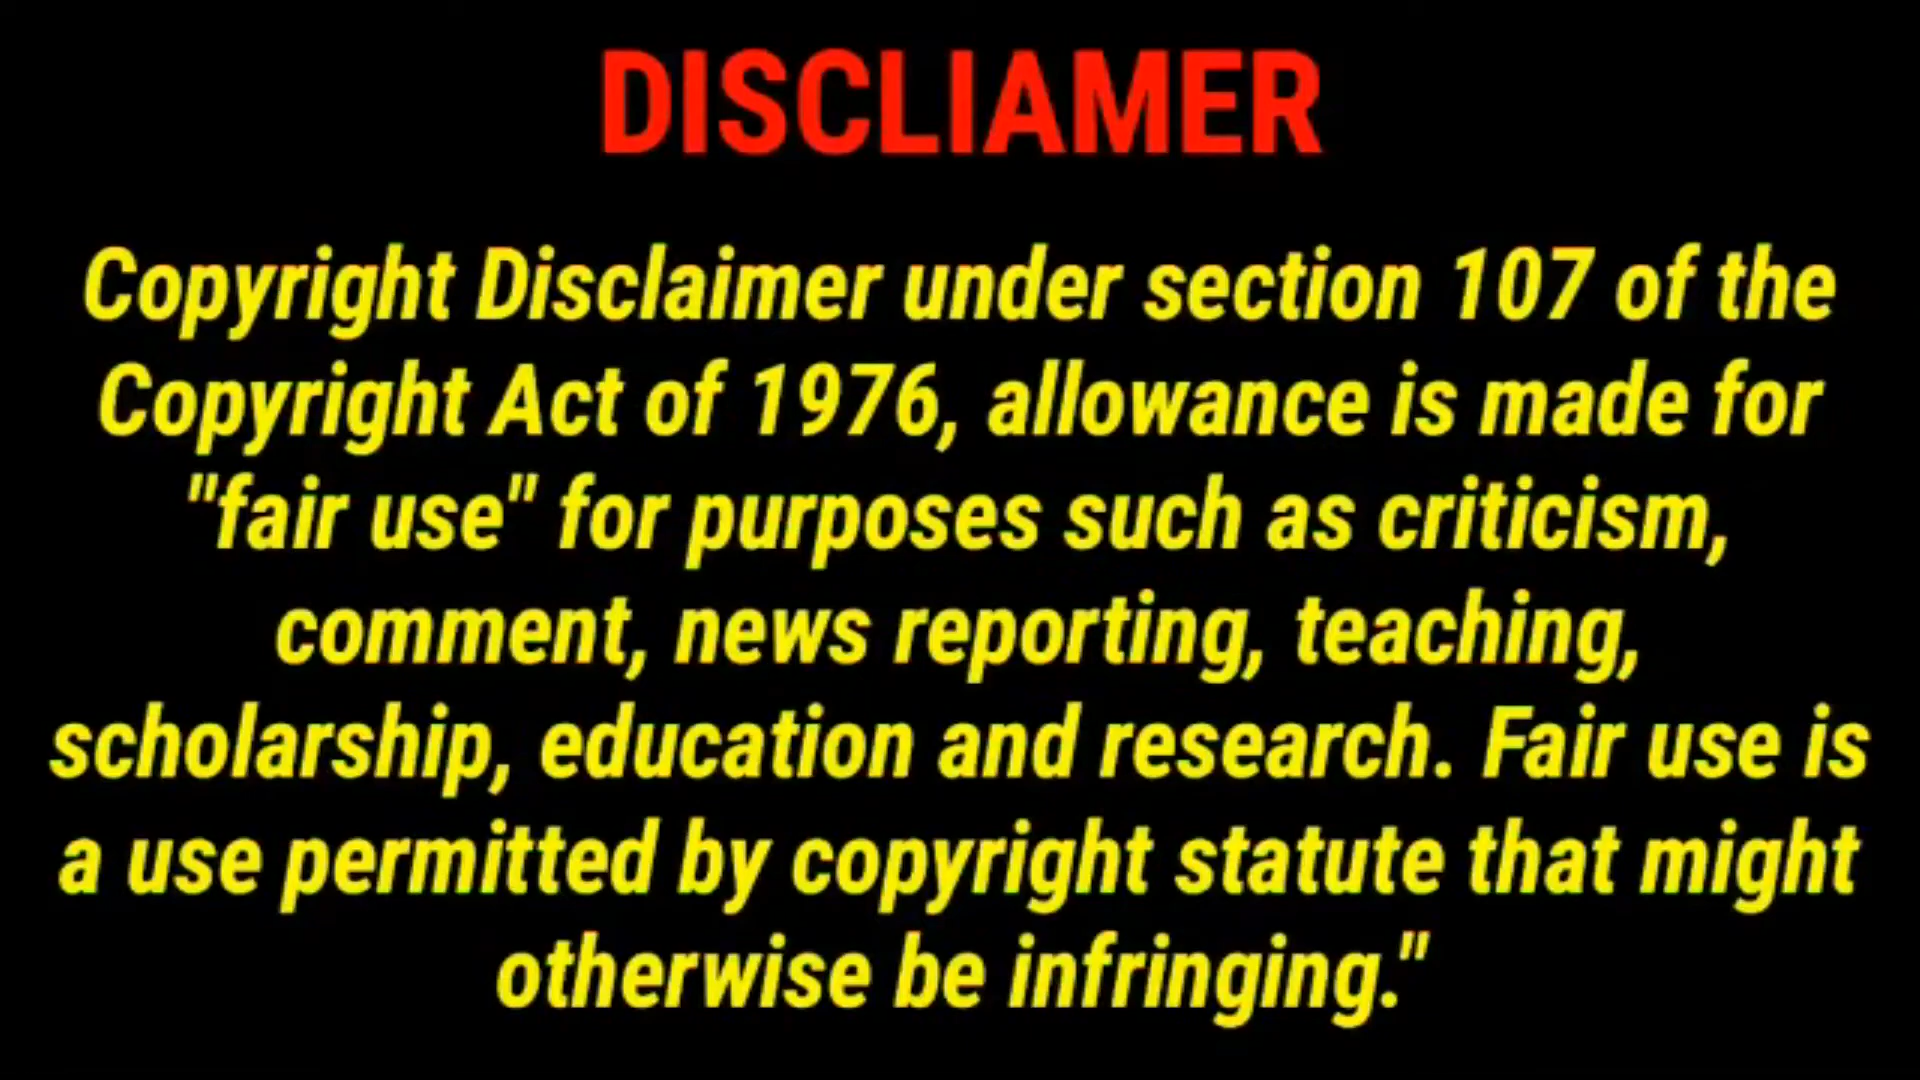 DISCLIAMER
Copyright Disclaimer under section 107 of the
Copyright Act of 1976, allowance is made for
"fair use" for purposes such as criticism,
comment, news reporting, teaching,
scholarship, education and research. Fair use is
a use permitted by copyright statute that might
otherwise be infringing."